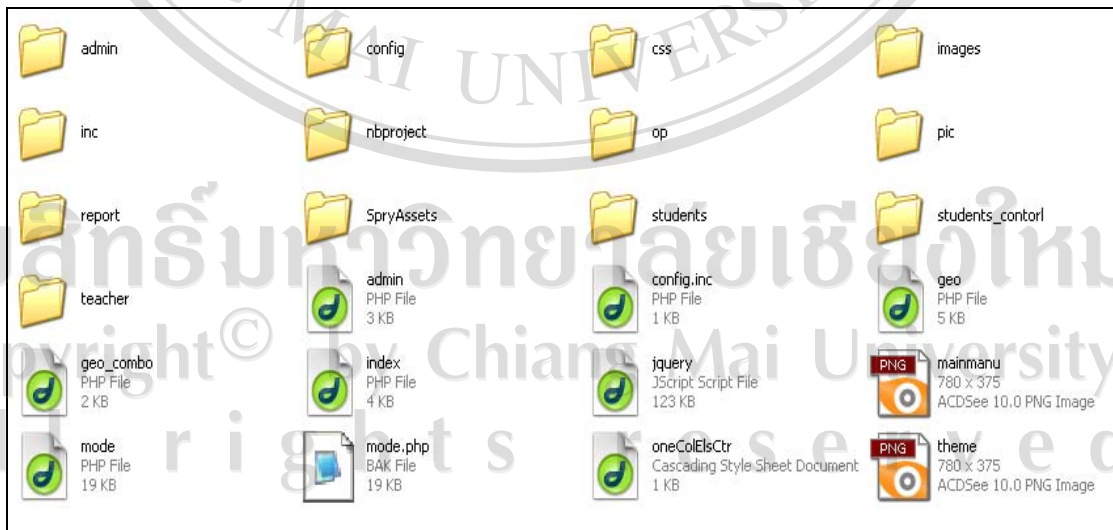 MAI UNIVERS
admin config css images
inc nbproject op pic
report SpryAssets students students_contorl
สิทธิ์มหาวิทยาลัยเชียงใหม่
teacher
admin
PHP File
3 KB
config.inc
PHP File
1 KB
geo
PHP File
5 KB
pyright© by Chiang Mai University
geo_combo
PHP File
2 KB
index
PHP File
4 KB
jquery
JScript Script File
123 KB
PNG
mainmanu
780 x 375
ACDSee 10.0 PNG Image
l rights reserved
mode
PHP File
19 KB
mode.php
BAK File
19 KB
oneColElsCtr
Cascading Style Sheet Document
1 KB
PNG
theme
780 x 375
ACDSee 10.0 PNG Image